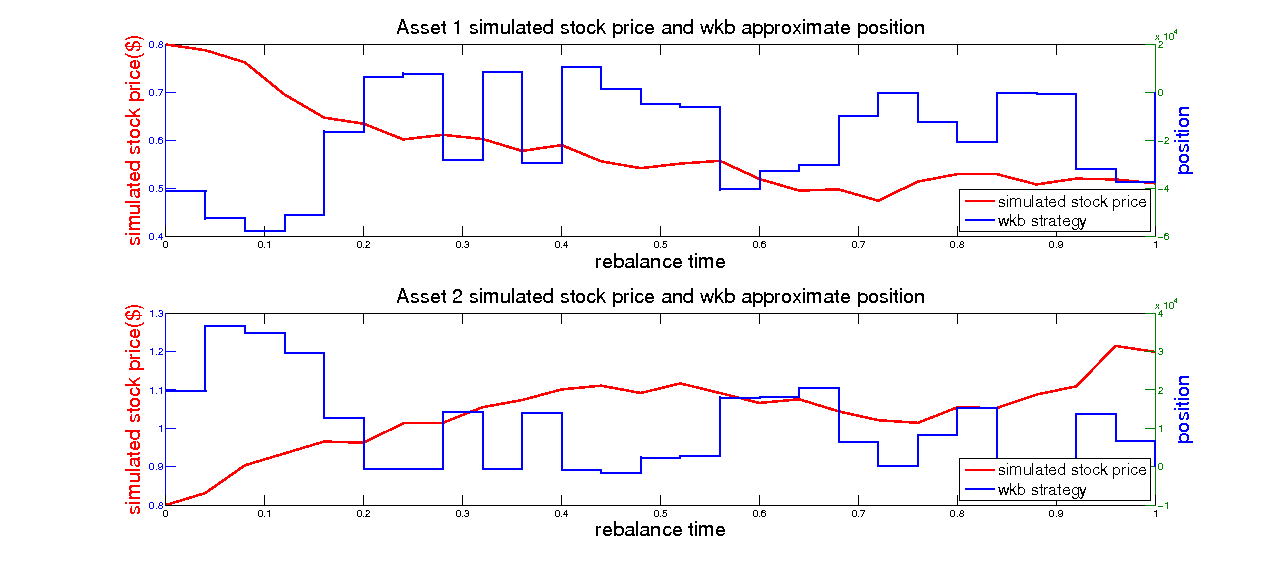 Asset 1 simulated stock price and wkb approximate position
x 10^4
simulated stock price($)
0.8
0.7
0.6
0.5
0.4
2
0
−2
−4
−6
position
simulated stock price
wkb strategy
0 0.1 0.2 0.3 0.4 0.5 0.6 0.7 0.8 0.9 1
rebalance time
Asset 2 simulated stock price and wkb approximate position
x 10^4
simulated stock price($)
1.3
1.2
1.1
1
0.9
0.8
4
3
2
1
0
−1
position
simulated stock price
wkb strategy
0 0.1 0.2 0.3 0.4 0.5 0.6 0.7 0.8 0.9 1
rebalance time